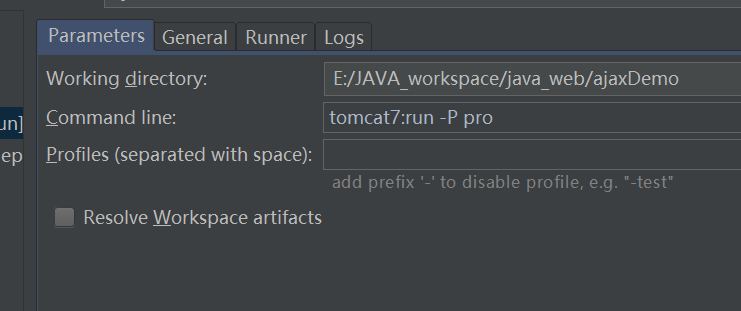 Parameters General Runner Logs
Working directory: E:/JAVA_workspace/java_web/ajaxDemo
un] Command line: tomcat7:run -P pro
ep Profiles (separated with space):
add prefix '-' to disable profile, e.g. "-test"
Resolve Workspace artifacts